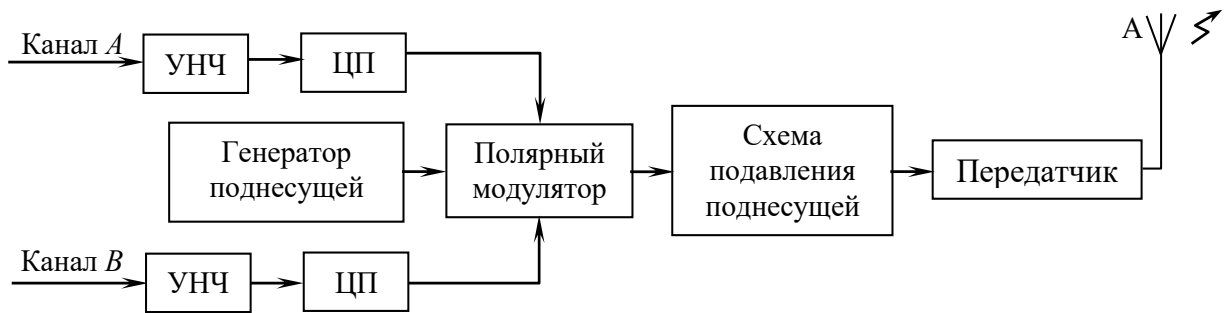 Канал A
УНЧ
ЦП
А
Генератор
поднесущей
Полярный
модулятор
Схема
подавления
поднесущей
Передатчик
Канал B
УНЧ
ЦП